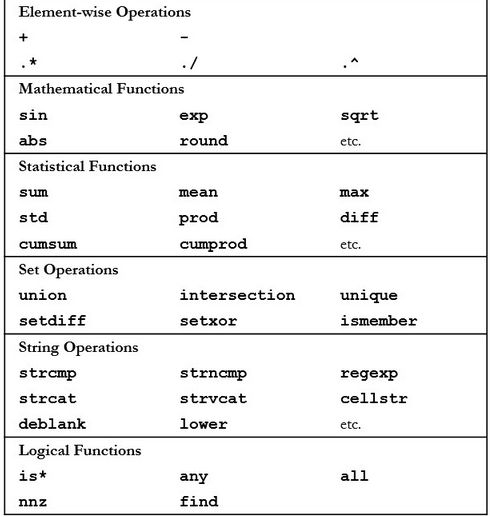 Element-wise Operations
+ −
.* ./ .^
Mathematical Functions
sin exp sqrt
abs round etc.
Statistical Functions
sum mean max
std prod diff
cumsum cumprod etc.
Set Operations
union intersection unique
setdiff setxor ismember
String Operations
strcmp strncmp regexp
strcat strvcat cellstr
deblank lower etc.
Logical Functions
is* any all
nnz find